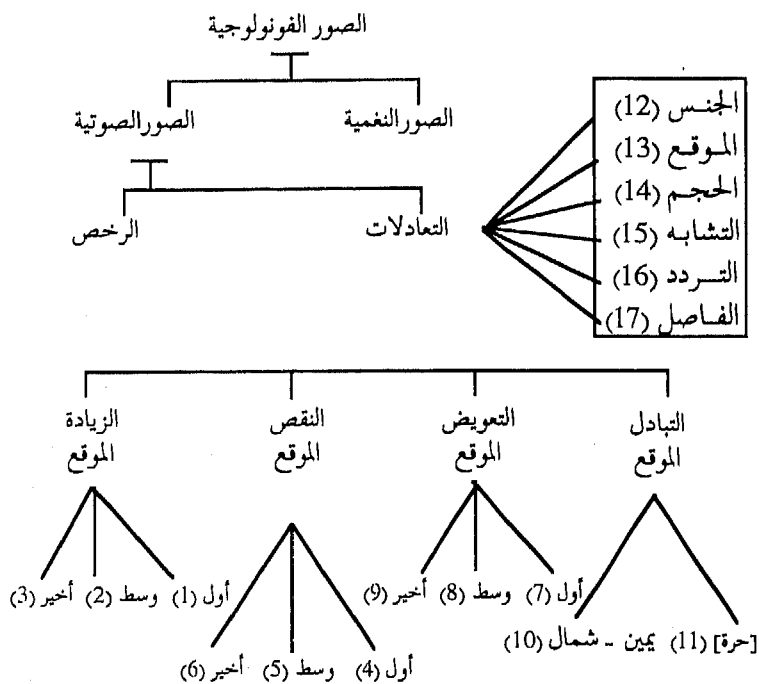 الصور الفونولوجية
الصور النغمية
الصور الصوتية
الجنس (12)
الموقع (13)
الحجم (14)
التشابه (15)
التردد (16)
الفاصل (17)
التعادلات
الرخص
التبادل التعويض النقص الزيادة
الموقع الموقع الموقع الموقع
[حرة] (11) يمين - شمال (10)
أول (7) وسط (8) أخير (9)
أول (4) وسط (5) أخير (6)
أول (1) وسط (2) أخير (3)